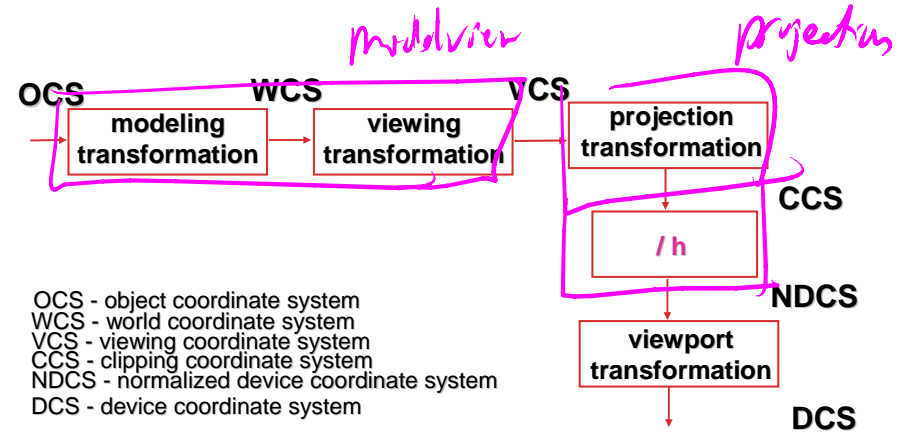 modelview
projection
OCS
WCS
VCS
modeling
transformation
viewing
transformation
projection
transformation
CCS
/ h
NDCS
viewport
transformation
DCS
OCS - object coordinate system
WCS - world coordinate system
VCS - viewing coordinate system
CCS - clipping coordinate system
NDCS - normalized device coordinate system
DCS - device coordinate system